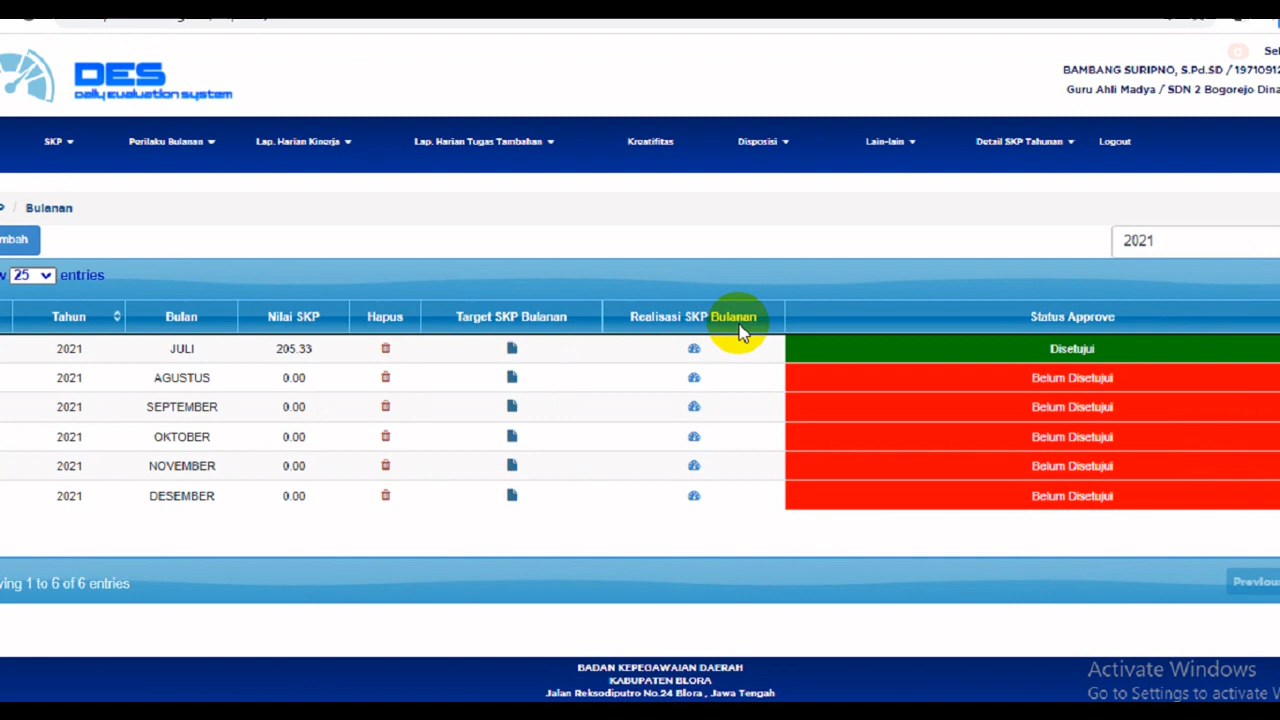 DES
daily evaluation system
BAMBANG SURIPNO, S.Pd.SD / 1971091
Guru Ahli Madya / SDN 2 Bogorejo Dina
SKP
Perilaku Bulanan
Lap. Harian Kinerja
Lap. Harian Tugas Tambahan
Kreatifitas
Disposisi
Lain-lain
Detail SKP Tahunan
Logout
/ Bulanan
mbah
2021
25 entries
Tahun Bulan Nilai SKP Hapus Target SKP Bulanan Realisasi SKP Bulanan Status Approve
2021 JULI 205.33 Disetujui
2021 AGUSTUS 0.00 Belum Disetujui
2021 SEPTEMBER 0.00 Belum Disetujui
2021 OKTOBER 0.00 Belum Disetujui
2021 NOVEMBER 0.00 Belum Disetujui
2021 DESEMBER 0.00 Belum Disetujui
ving 1 to 6 of 6 entries
Previou
BADAN KEPEGAWAIAN DAERAH
KABUPATEN BLORA
Jalan Reksodiputro No.24 Blora , Jawa Tengah
Activate Windows
Go to Settings to activate W